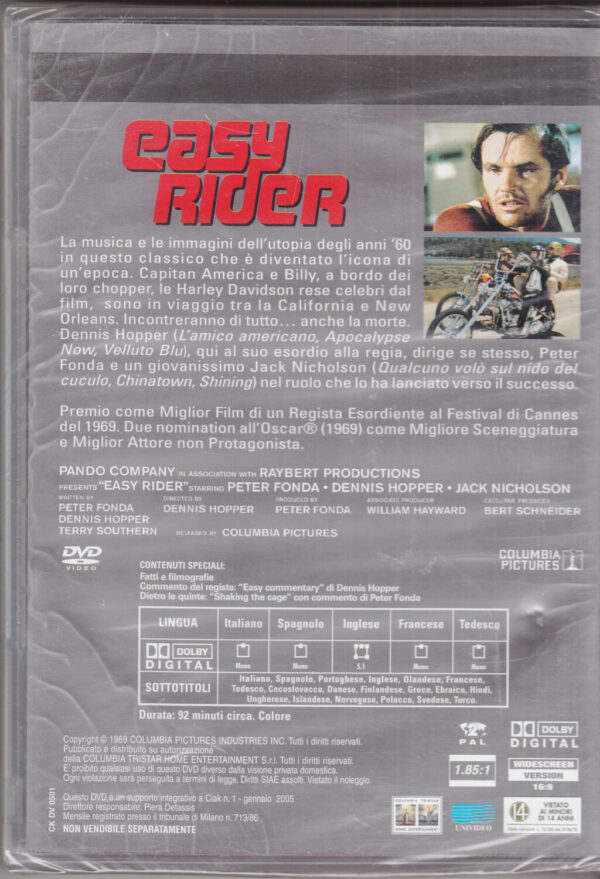 easy
RIDER
La musica e le immagini dell'utopia degli anni '60
in questo classico che è diventato l'icona di
un'epoca. Capitan America e Billy, a bordo dei
loro chopper, le Harley Davidson rese celebri dal
film, sono in viaggio tra la California e New
Orleans. Incontreranno di tutto... anche la morte.
Dennis Hopper (L'amico americano, Apocalypse
Now, Velluto Blu), qui al suo esordio alla regia, dirige se stesso, Peter
Fonda e un giovanissimo Jack Nicholson (Qualcuno volò sul nido del
cuculo, Chinatown, Shining) nel ruolo che lo ha lanciato verso il successo.
Premio come Miglior Film di un Regista Esordiente al Festival di Cannes
del 1969. Due nomination all'Oscar® (1969) come Migliore Sceneggiatura
e Miglior Attore non Protagonista.
PANDO COMPANY IN ASSOCIATION WITH RAYBERT PRODUCTIONS
PRESENTS "EASY RIDER" STARRING PETER FONDA • DENNIS HOPPER • JACK NICHOLSON
WRITTEN BY DIRECTED BY PRODUCED BY ASSOCIATE PRODUCER EXECUTIVE PRODUCER
PETER FONDA DENNIS HOPPER PETER FONDA WILLIAM HAYWARD BERT SCHNEIDER
DENNIS HOPPER
TERRY SOUTHERN RELEASED BY COLUMBIA PICTURES
DVD
VIDEO
COLUMBIA
PICTURES
CONTENUTI SPECIALI:
Fatti e filmografie
Commento del regista: "Easy commentary" di Dennis Hopper
Dietro le quinte: "Shaking the cage" con commento di Peter Fonda
LINGUA Italiano Spagnolo Inglese Francese Tedesco
DOLBY
DIGITAL Mono Mono 5.1 Mono Mono
SOTTOTITOLI
Italiano, Spagnolo, Portoghese, Inglese, Olandese, Francese,
Tedesco, Cecoslovacco, Danese, Finlandese, Greco, Ebraico, Hindi,
Ungherese, Islandese, Norvegese, Polacco, Svedese, Turco.
Durata: 92 minuti circa. Colore
Copyright © 1969 COLUMBIA PICTURES INDUSTRIES INC. Tutti i diritti riservati.
Pubblicato e distribuito su autorizzazione
della COLUMBIA TRISTAR HOME ENTERTAINMENT S.r.l. Tutti i diritti riservati.
E' proibito qualsiasi uso di questo DVD diverso dalla visione privata domestica.
Ogni violazione sarà perseguita a termini di legge. Diritti SIAE assolti. Vietato il noleggio.
Questo DVD è un supporto integrativo a Ciak n. 1 - gennaio 2005
Direttore responsabile: Piera Detassis
Mensile registrato presso il tribunale di Milano n. 713/86
NON VENDIBILE SEPARATAMENTE
CK DV 0501
2
PAL
DOLBY
DIGITAL
1.85:1
WIDESCREEN
VERSION
16:9
COLUMBIA TRISTAR
HOME ENTERTAINMENT
UNIVIDEO
14
VIETATO
AI MINORI
DI 14 ANNI